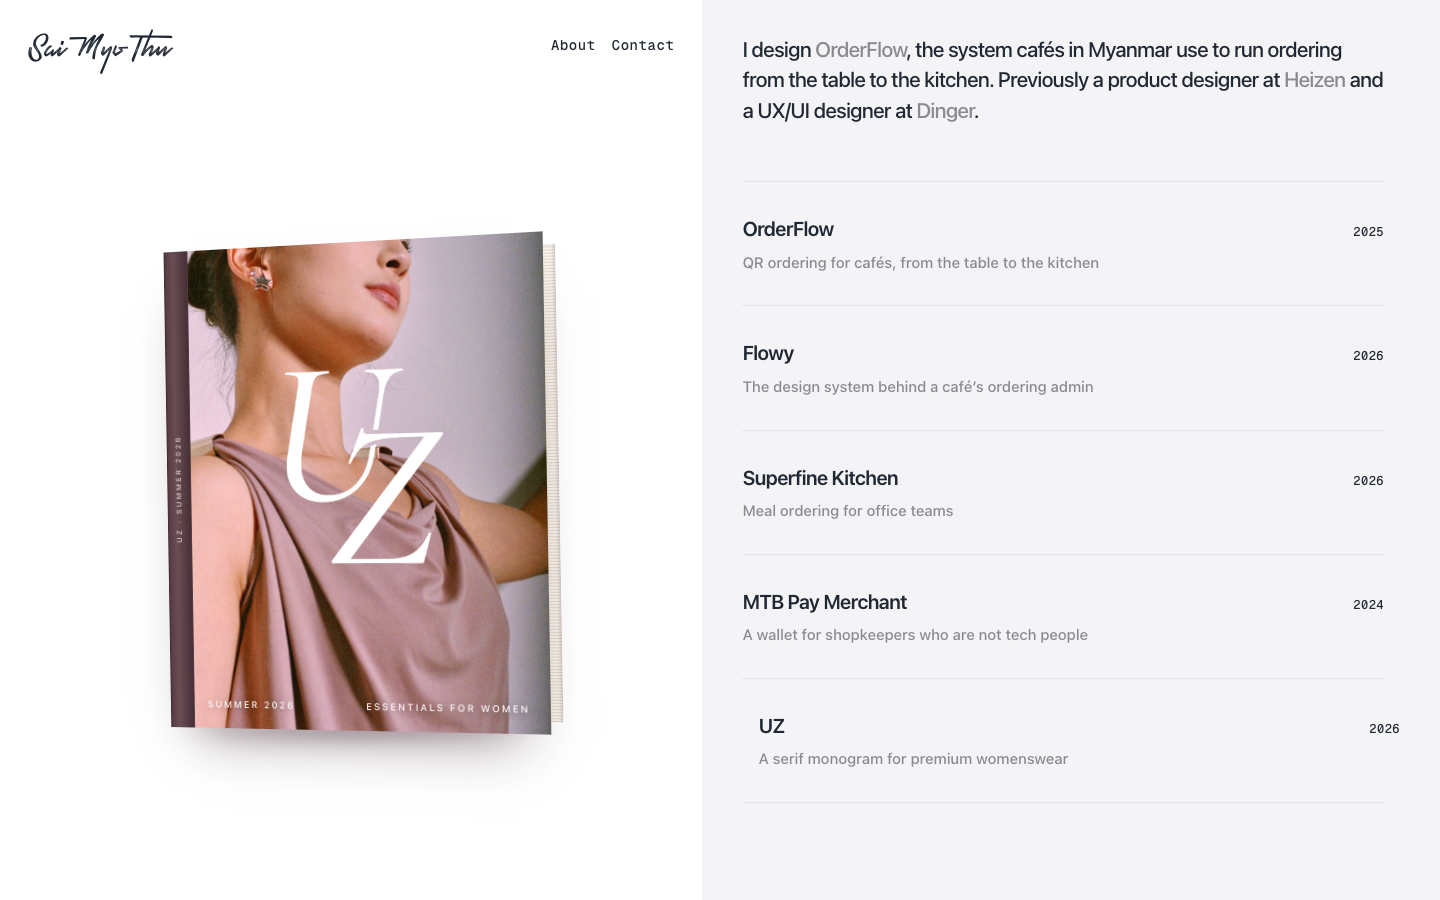 Sai Myo Thu
About Contact
UZ · SUMMER 2026
UZ
SUMMER 2026
ESSENTIALS FOR WOMEN
I design OrderFlow, the system cafés in Myanmar use to run ordering
from the table to the kitchen. Previously a product designer at Heizen and
a UX/UI designer at Dinger.
OrderFlow 2025
QR ordering for cafés, from the table to the kitchen
Flowy 2026
The design system behind a café’s ordering admin
Superfine Kitchen 2026
Meal ordering for office teams
MTB Pay Merchant 2024
A wallet for shopkeepers who are not tech people
UZ 2026
A serif monogram for premium womenswear